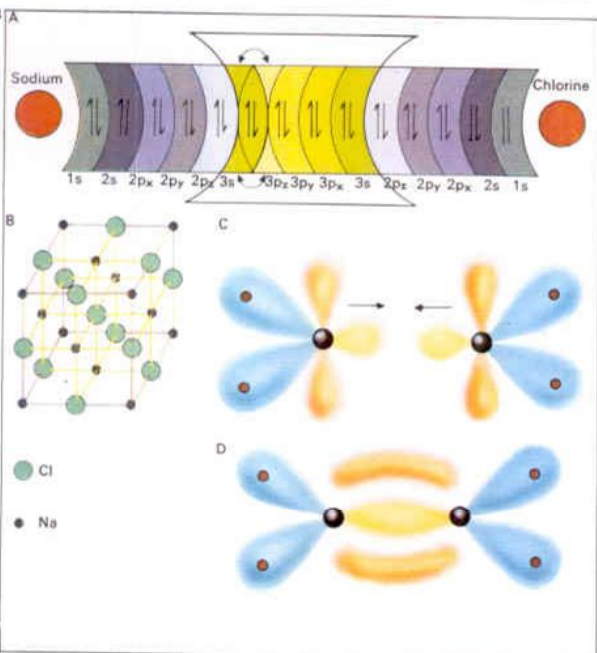 A
Sodium
Chlorine
1s 2s 2px 2py 2pz 3s 3pz 3py 3px 3s 2pz 2py 2px 2s 1s
B
C
D
Cl
Na